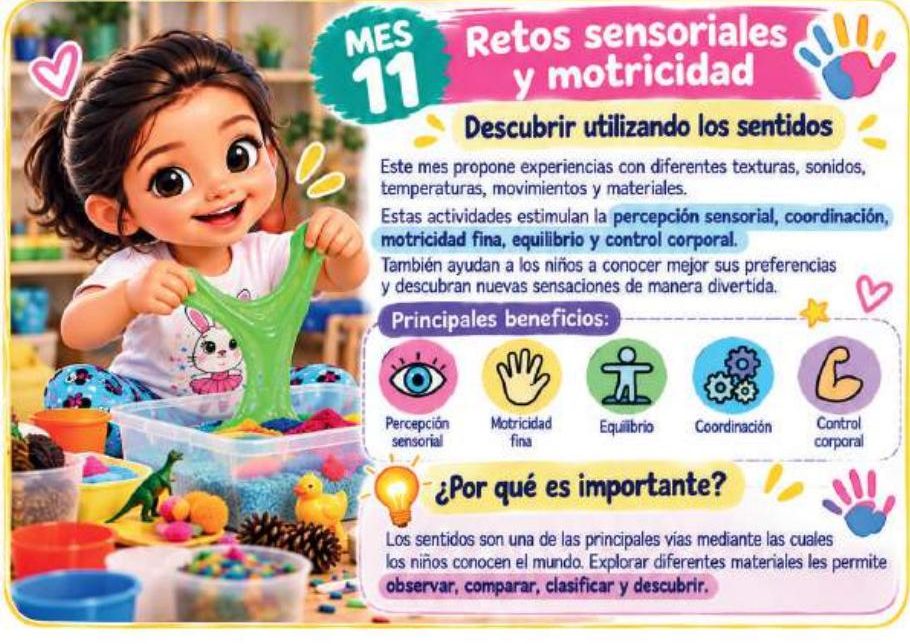 MES
11
Retos sensoriales
y motricidad
Descubrir utilizando los sentidos
Este mes propone experiencias con diferentes texturas, sonidos,
temperaturas, movimientos y materiales.
Estas actividades estimulan la percepción sensorial, coordinación,
motricidad fina, equilibrio y control corporal.
También ayudan a los niños a conocer mejor sus preferencias
y descubran nuevas sensaciones de manera divertida.
Principales beneficios:
Percepción
sensorial
Motricidad
fina
Equilibrio
Coordinación
Control
corporal
¿Por qué es importante?
Los sentidos son una de las principales vías mediante las cuales
los niños conocen el mundo. Explorar diferentes materiales les permite
observar, comparar, clasificar y descubrir.